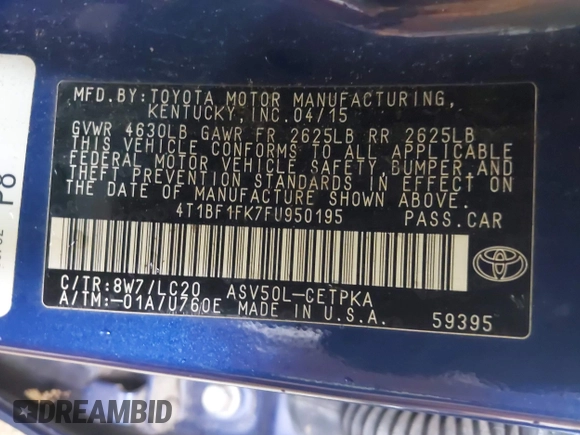 MFD.BY:TOYOTA MOTOR MANUFACTURING,
KENTUCKY, INC. 04/15
GVWR 4630LB GAWR FR 2625LB RR 2625LB
THIS VEHICLE CONFORMS TO ALL APPLICABLE
FEDERAL MOTOR VEHICLE SAFETY,BUMPER,AND
THEFT PREVENTION STANDARDS IN EFFECT ON
THE DATE OF MANUFACTURE SHOWN ABOVE.
4T1BF1FK7FU950195 PASS.CAR
C/TR:8W7/LC20 ASV50L-CETPKA
A/TM:-01A/U760E MADE IN U.S.A.
59395
P8
DREAMBID